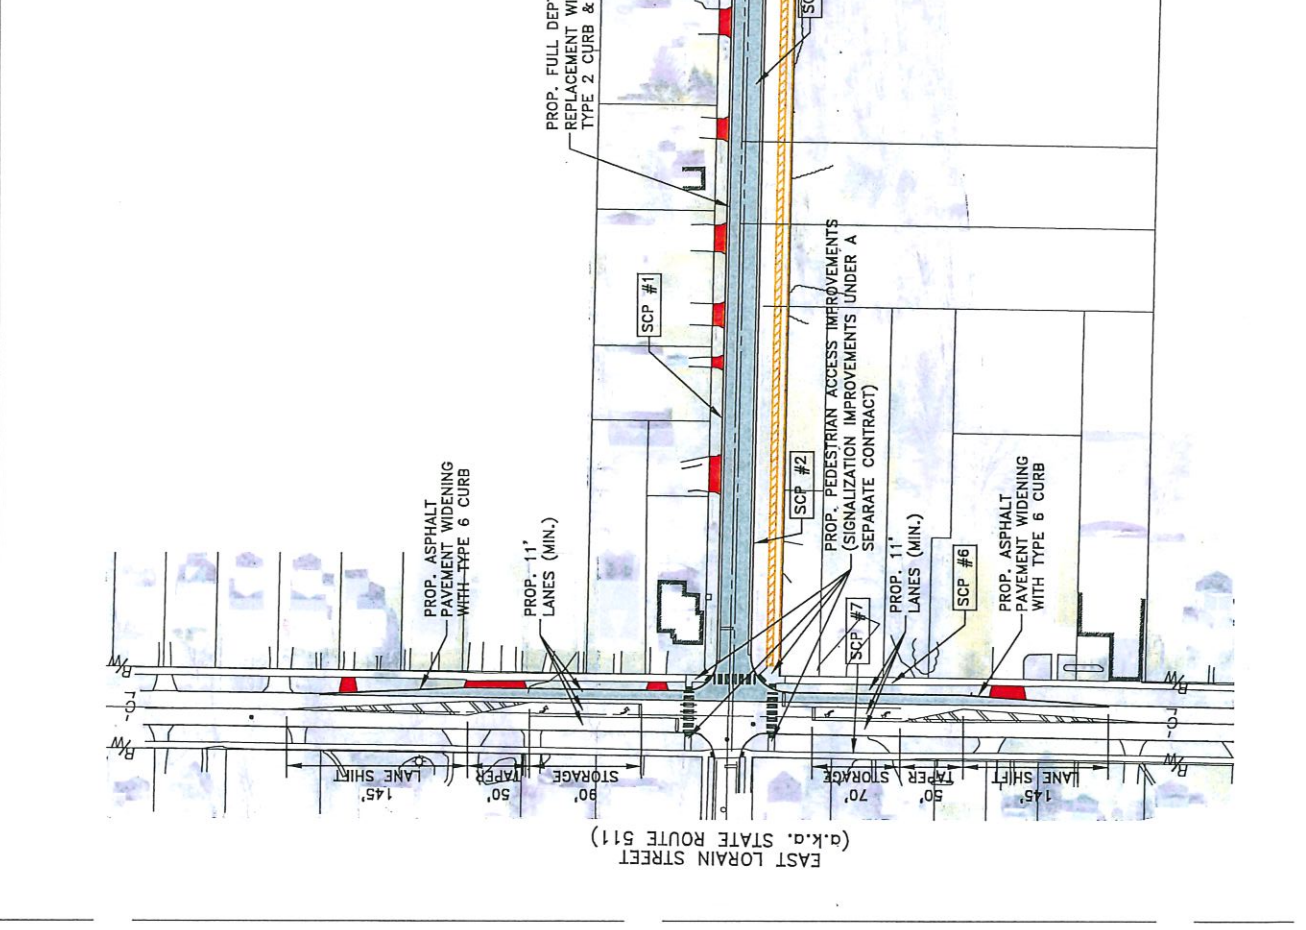 PROP. FULL DEPT
REPLACEMENT WI
TYPE 2 CURB &
SCP #1
SCP #2
PROP. PEDESTRIAN ACCESS IMPROVEMENTS
(SIGNALIZATION IMPROVEMENTS UNDER A
SEPARATE CONTRACT)
PROP. ASPHALT
PAVEMENT WIDENING
WITH TYPE 6 CURB
PROP. 11'
LANES (MIN.)
SCP #7
PROP. 11'
LANES (MIN.)
SCP #6
PROP. ASPHALT
PAVEMENT WIDENING
WITH TYPE 6 CURB
R/W
R/W
R/W
R/W
145'
LANE SHIFT
50'
TAPER
90'
STORAGE
70'
STORAGE
50'
TAPER
145'
LANE SHIFT
EAST LORAIN STREET
(a.k.a. STATE ROUTE 511)